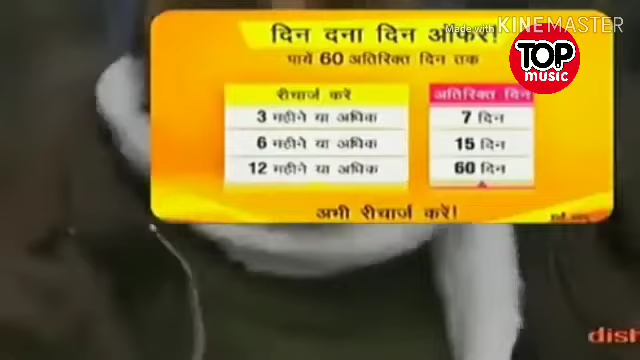 Made with KINEMASTER
दिन दना दिन ऑफर!
पायें 60 अतिरिक्त दिन तक
TOP
music
रीचार्ज करें
अतिरिक्त दिन
3 महीने या अधिक
7 दिन
6 महीने या अधिक
15 दिन
12 महीने या अधिक
60 दिन
अभी रीचार्ज करें!
dish